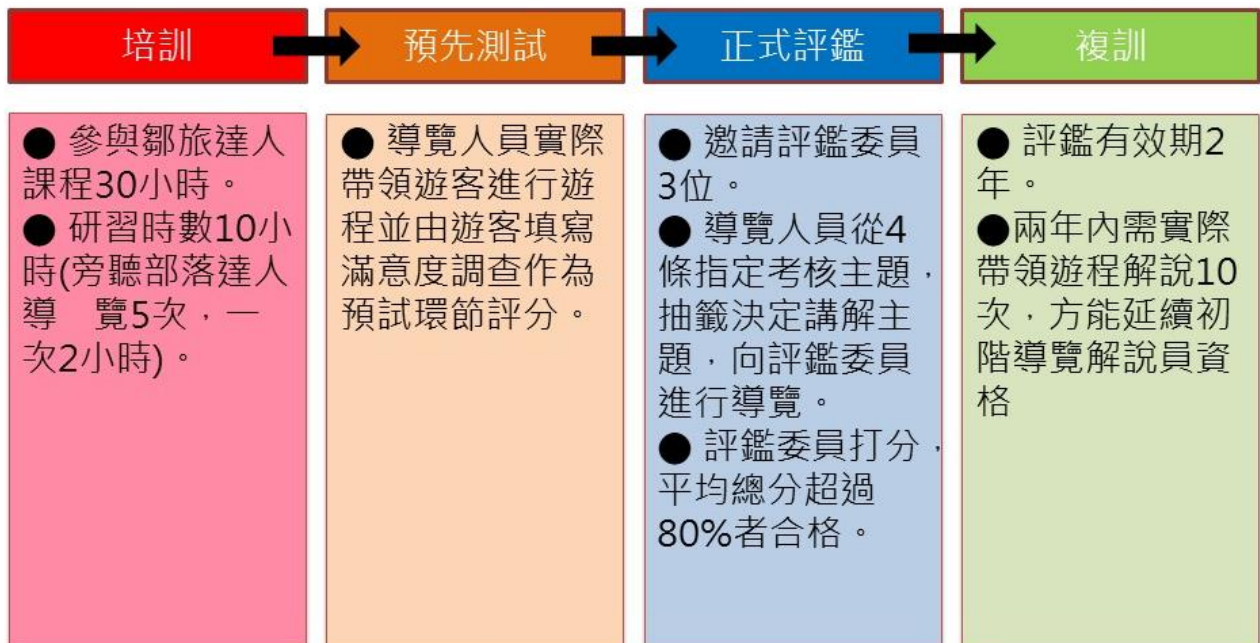 培訓
預先測試
正式評鑑
複訓
● 參與鄒旅達人
課程30小時。
● 研習時數10小
時(旁聽部落達人
導 覽5次，一
次2小時)。
● 導覽人員實際
帶領遊客進行遊
程並由遊客填寫
滿意度調查作為
預試環節評分。
● 邀請評鑑委員
3位。
● 導覽人員從4
條指定考核主題，
抽籤決定講解主
題，向評鑑委員
進行導覽。
● 評鑑委員打分，
平均總分超過
80%者合格。
● 評鑑有效期2
年。
●兩年內需實際
帶領遊程解說10
次，方能延續初
階導覽解說員資
格